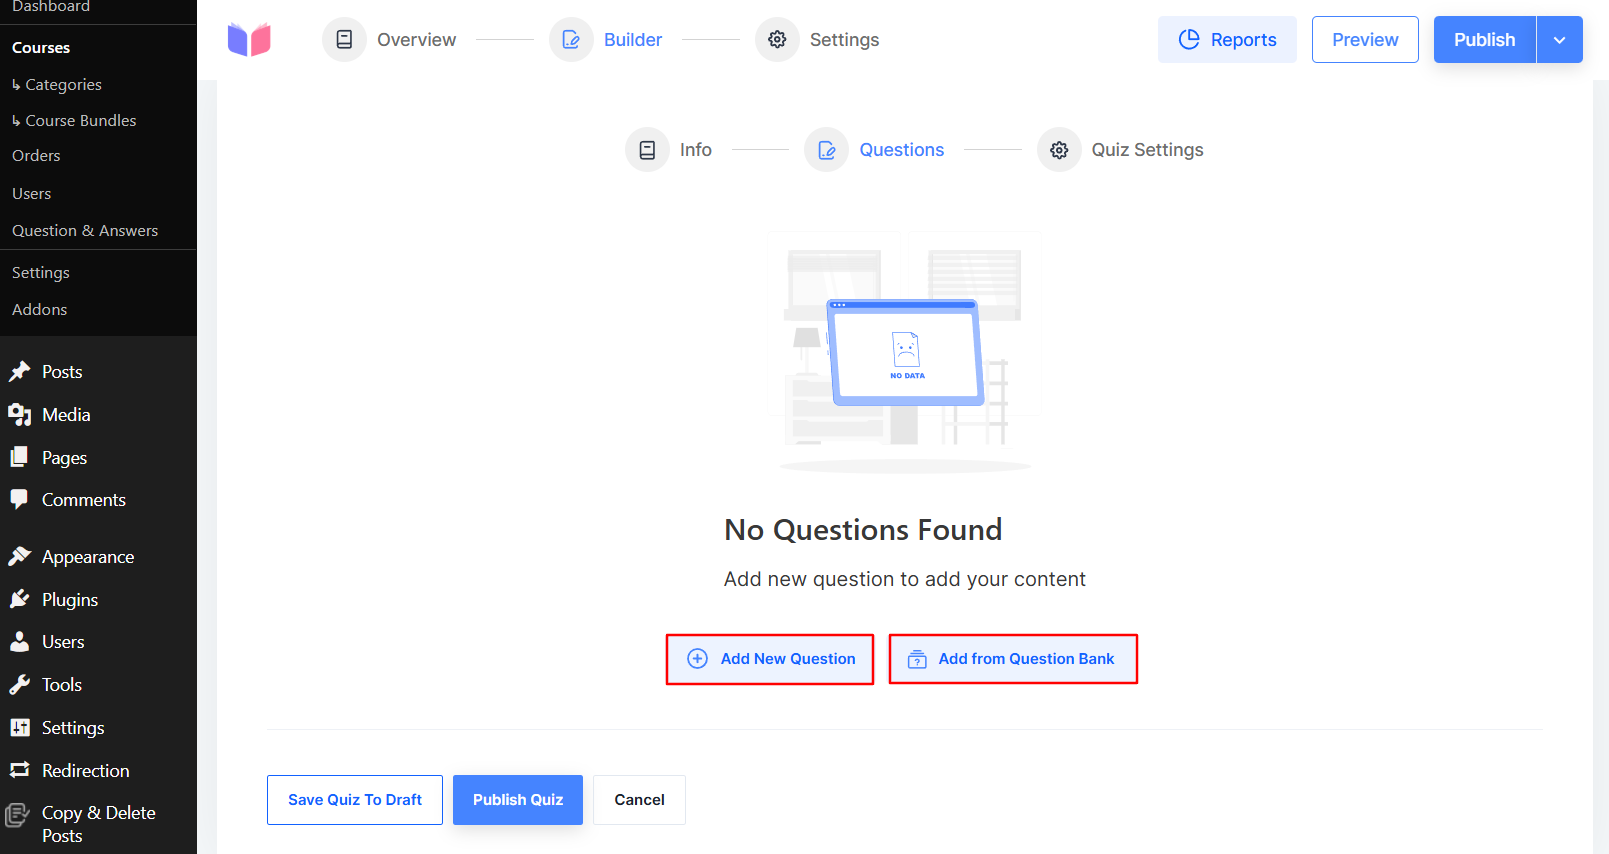 Dashboard
Courses
↳ Categories
↳ Course Bundles
Orders
Users
Question & Answers
Settings
Addons
Posts
Media
Pages
Comments
Appearance
Plugins
Users
Tools
Settings
Redirection
Copy & Delete
Posts
Overview
Builder
Settings
Reports
Preview
Publish
Info
Questions
Quiz Settings
NO DATA
No Questions Found
Add new question to add your content
Add New Question
Add from Question Bank
Save Quiz To Draft
Publish Quiz
Cancel